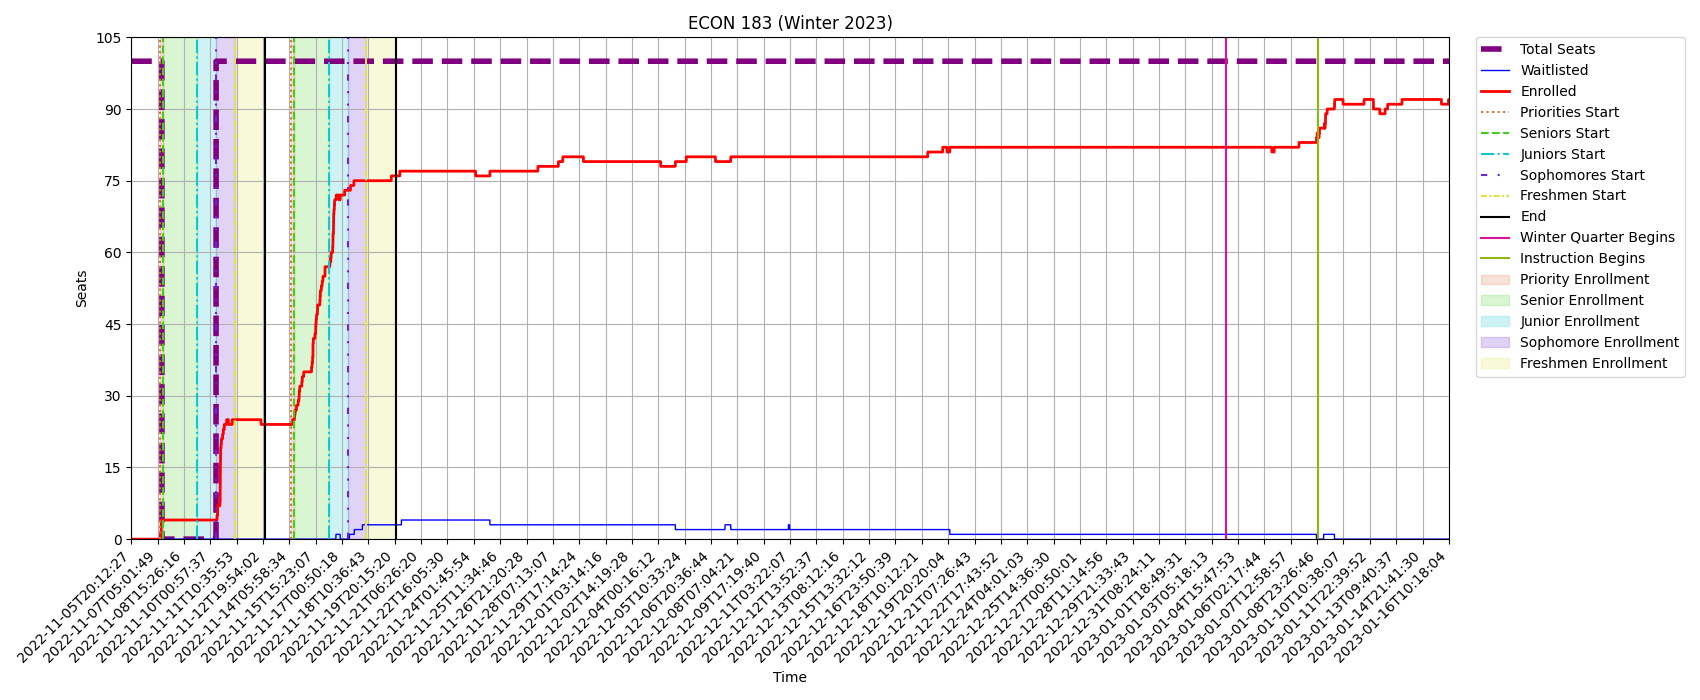 ECON 183 (Winter 2023)
105
90
75
60
45
30
15
0
Seats
2022-11-05T20:12:27
2022-11-07T05:01:49
2022-11-08T15:26:16
2022-11-10T00:57:37
2022-11-11T10:35:53
2022-11-12T19:54:02
2022-11-14T05:58:34
2022-11-15T15:23:07
2022-11-17T00:50:18
2022-11-18T10:36:43
2022-11-19T20:15:20
2022-11-21T06:26:20
2022-11-22T16:05:30
2022-11-24T01:45:54
2022-11-25T11:34:46
2022-11-26T21:20:28
2022-11-28T07:13:07
2022-11-29T17:14:24
2022-12-01T03:14:16
2022-12-02T14:19:28
2022-12-04T00:16:12
2022-12-05T10:33:24
2022-12-06T20:36:44
2022-12-08T07:04:21
2022-12-09T17:19:40
2022-12-11T03:22:07
2022-12-12T13:52:37
2022-12-13T08:12:16
2022-12-15T13:32:12
2022-12-16T23:50:39
2022-12-18T10:12:21
2022-12-19T20:20:04
2022-12-21T07:26:43
2022-12-22T17:43:52
2022-12-24T04:01:03
2022-12-25T14:36:30
2022-12-27T00:50:01
2022-12-28T11:14:56
2022-12-29T21:33:43
2022-12-31T08:24:11
2023-01-01T18:49:31
2023-01-03T05:18:13
2023-01-04T15:47:53
2023-01-06T02:17:44
2023-01-07T12:58:57
2023-01-08T23:26:46
2023-01-10T10:38:07
2023-01-11T22:39:52
2023-01-13T09:40:37
2023-01-14T21:41:30
2023-01-16T10:18:04
Time
Total Seats
Waitlisted
Enrolled
Priorities Start
Seniors Start
Juniors Start
Sophomores Start
Freshmen Start
End
Winter Quarter Begins
Instruction Begins
Priority Enrollment
Senior Enrollment
Junior Enrollment
Sophomore Enrollment
Freshmen Enrollment